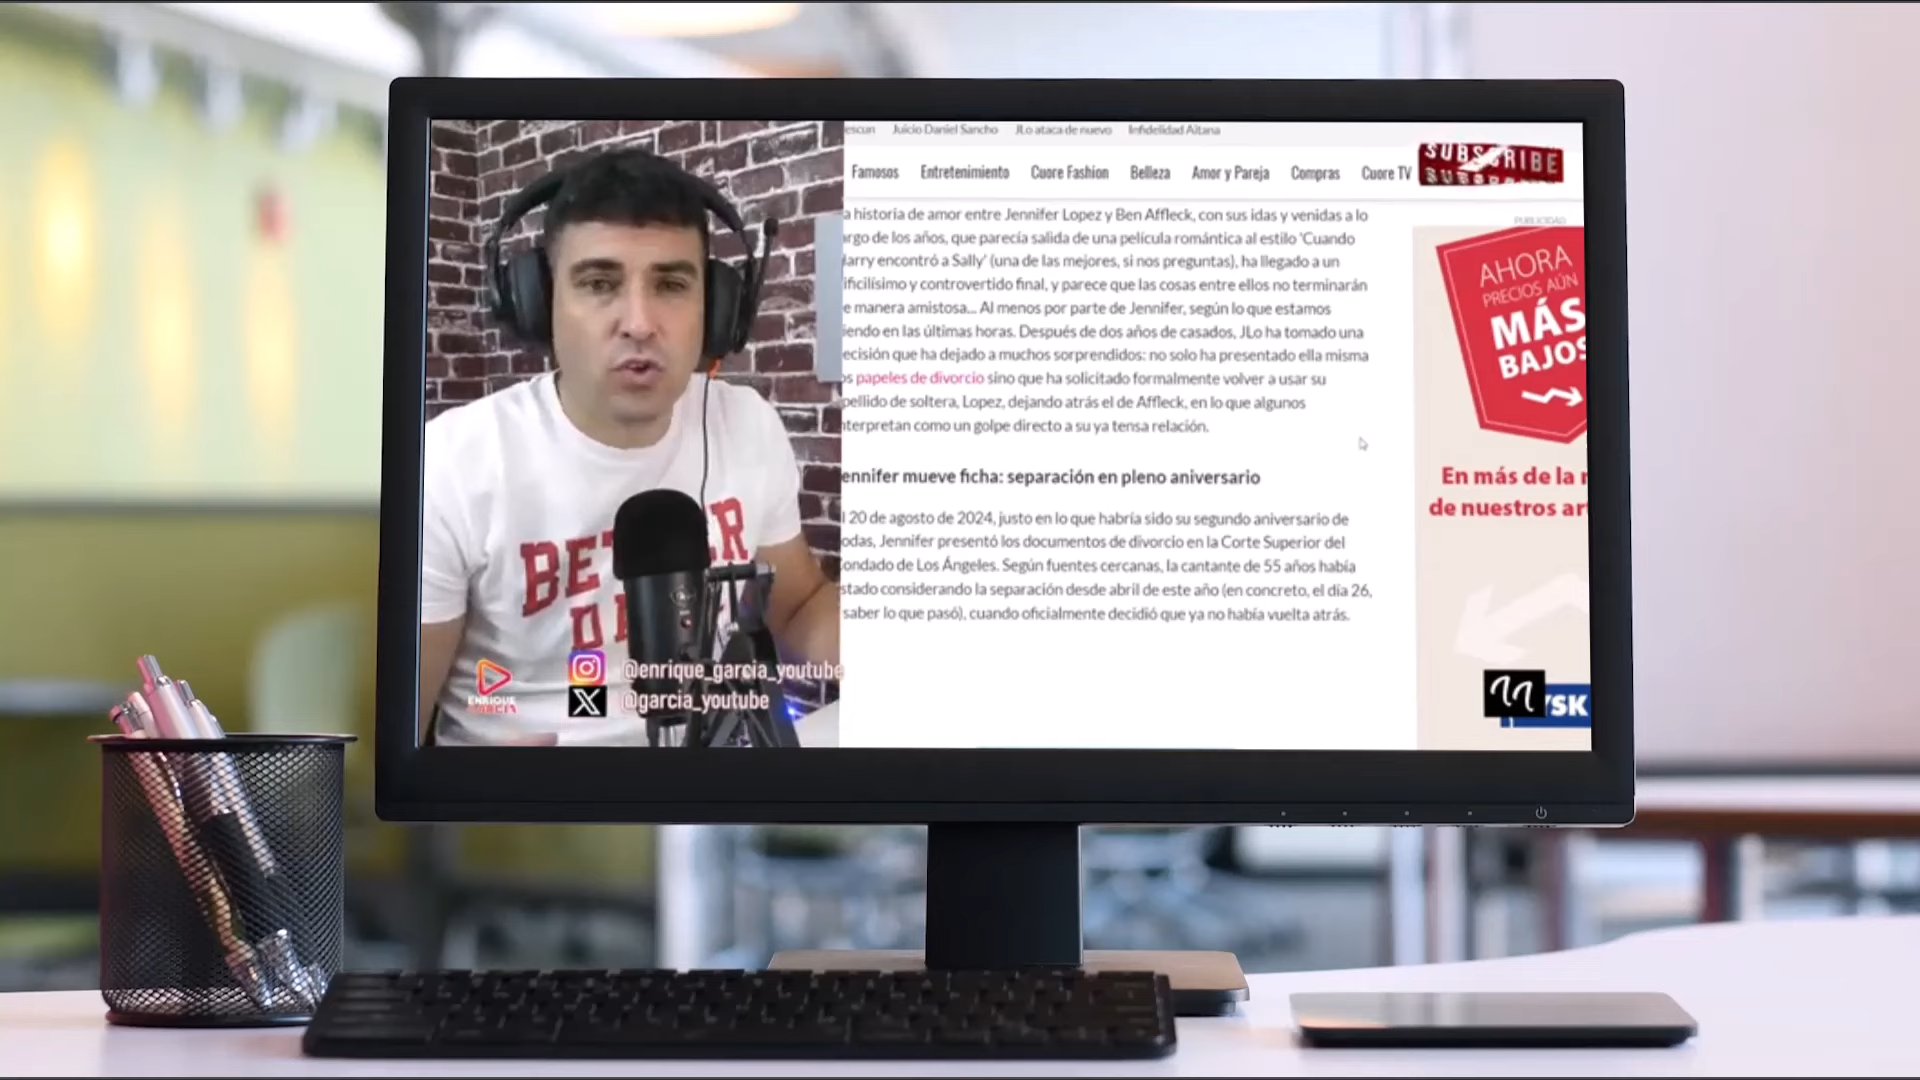 Juicio Daniel Sancho JLo ataca de nuevo Infidelidad Aitana
Famosos Entretenimiento Cuore Fashion Belleza Amor y Pareja Compras Cuore TV
SUBSCRIBE
a historia de amor entre Jennifer Lopez y Ben Affleck, con sus idas y venidas a lo
rgo de los años, que parecía salida de una película romántica al estilo 'Cuando
arry encontró a Sally' (una de las mejores, si nos preguntas), ha llegado a un
ificilísimo y controvertido final, y parece que las cosas entre ellos no terminarán
e manera amistosa... Al menos por parte de Jennifer, según lo que estamos
iendo en las últimas horas. Después de dos años de casados, JLo ha tomado una
ecisión que ha dejado a muchos sorprendidos: no solo ha presentado ella misma
os papeles de divorcio sino que ha solicitado formalmente volver a usar su
pellido de soltera, Lopez, dejando atrás el de Affleck, en lo que algunos
nterpretan como un golpe directo a su ya tensa relación.
ennifer mueve ficha: separación en pleno aniversario
l 20 de agosto de 2024, justo en lo que habría sido su segundo aniversario de
odas, Jennifer presentó los documentos de divorcio en la Corte Superior del
ondado de Los Ángeles. Según fuentes cercanas, la cantante de 55 años había
stado considerando la separación desde abril de este año (en concreto, el día 26,
saber lo que pasó), cuando oficialmente decidió que ya no había vuelta atrás.
PUBLICIDAD
AHORA
PRECIOS AÚN
MÁS
BAJOS
En más de la
de nuestros ar
YSK
ENRIQUE
GARCIA
@enrique_garcia_youtube
@garcia_youtube